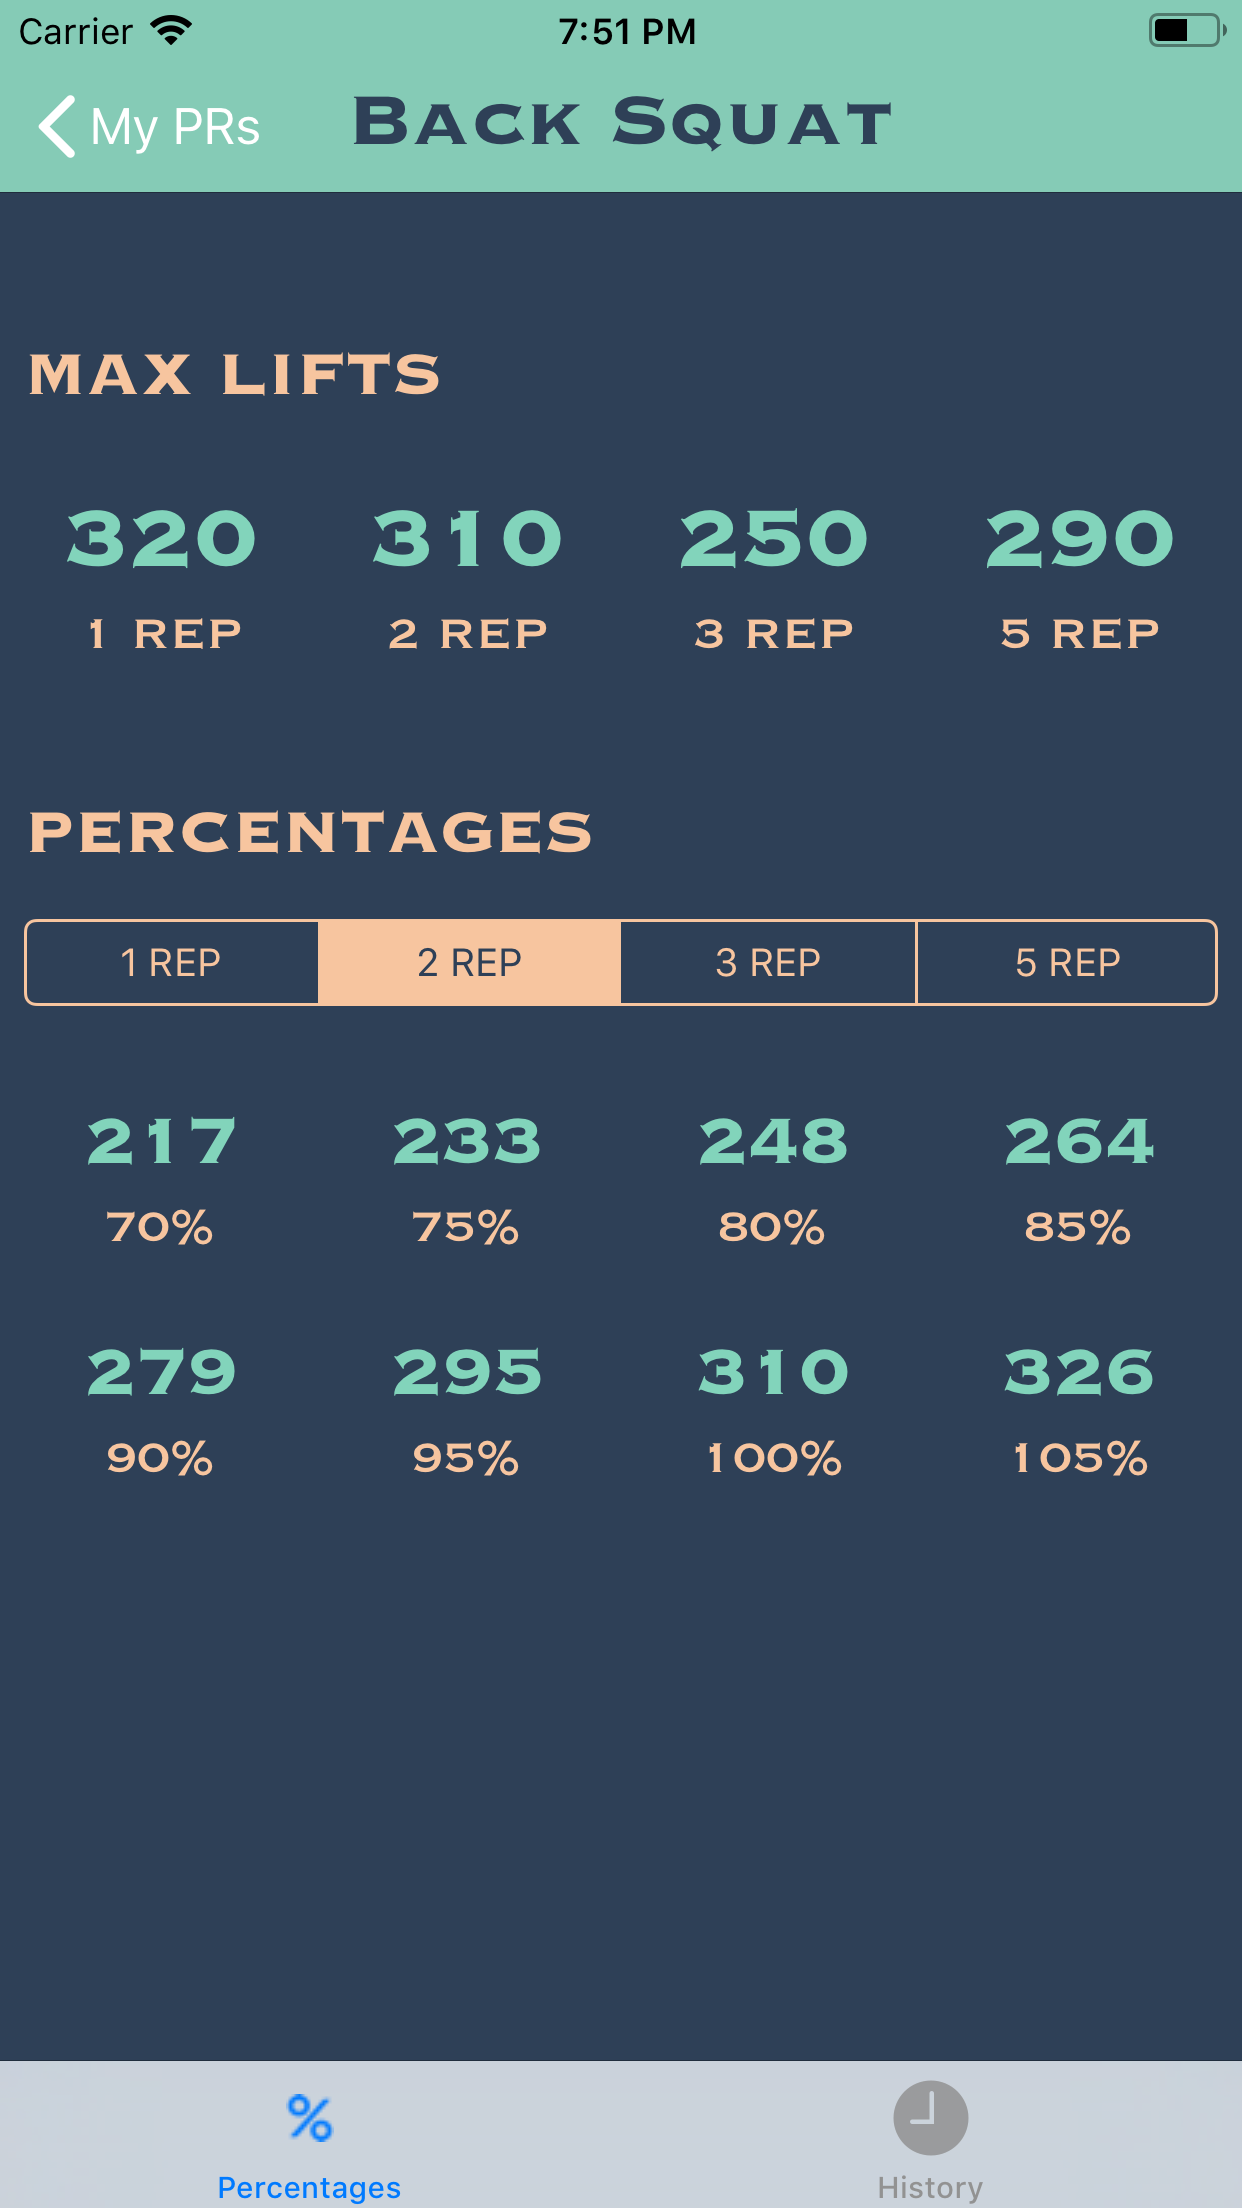 Carrier 7:51 PM
My PRs Back Squat
MAX LIFTS
320 310 250 290
1 REP 2 REP 3 REP 5 REP
PERCENTAGES
1 REP 2 REP 3 REP 5 REP
217 233 248 264
70% 75% 80% 85%
279 295 310 326
90% 95% 100% 105%
Percentages History